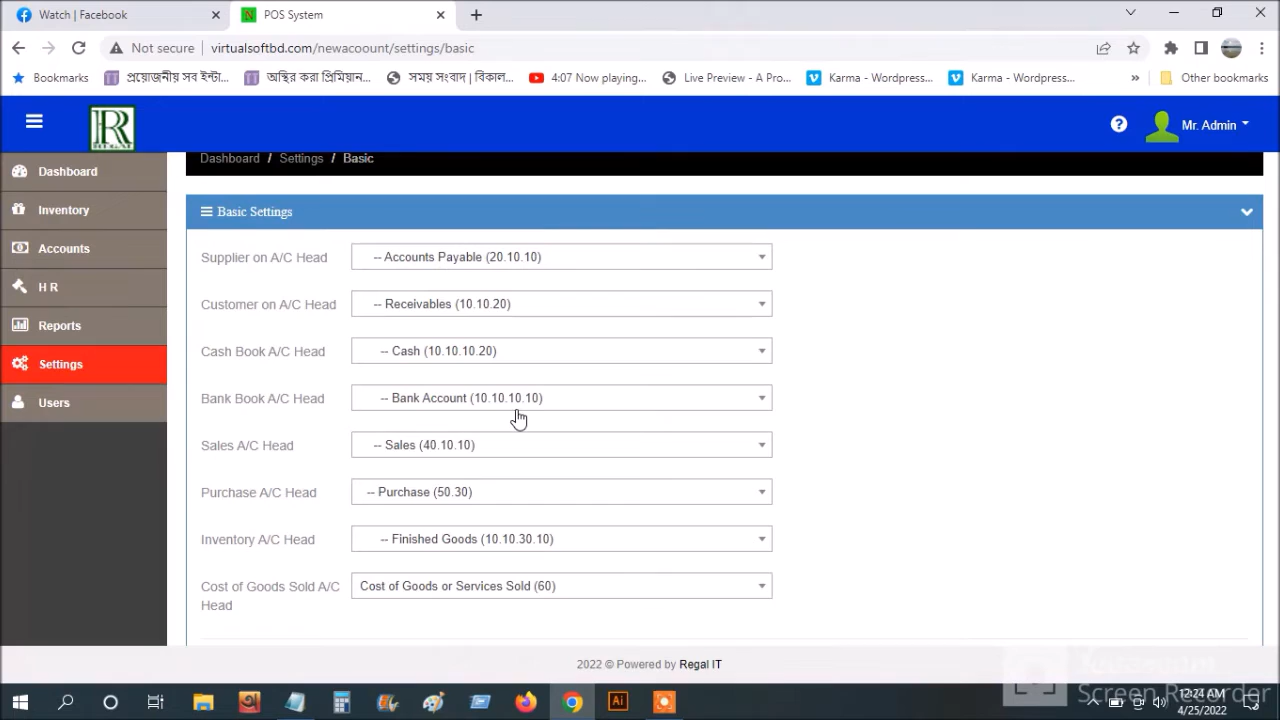 Watch | Facebook
POS System
Not secure
virtualsoftbd.com/newacoount/settings/basic
Bookmarks
প্রয়োজনীয় সব ইন্টা...
অস্থির করা প্রিমিয়ান...
সময় সংবাদ | বিকাল...
4:07 Now playing...
Live Preview - A Pro...
Karma - Wordpress...
Karma - Wordpress...
»
Other bookmarks
R
REGAL
Mr. Admin
Dashboard / Settings / Basic
Dashboard
Inventory
Accounts
H R
Reports
Settings
Users
Basic Settings
Supplier on A/C Head
-- Accounts Payable (20.10.10)
Customer on A/C Head
-- Receivables (10.10.20)
Cash Book A/C Head
-- Cash (10.10.10.20)
Bank Book A/C Head
-- Bank Account (10.10.10.10)
Sales A/C Head
-- Sales (40.10.10)
Purchase A/C Head
-- Purchase (50.30)
Inventory A/C Head
-- Finished Goods (10.10.30.10)
Cost of Goods Sold A/C
Head
Cost of Goods or Services Sold (60)
2022 © Powered by Regal IT
Screen Recorder
Ai
12:24 AM
4/25/2022